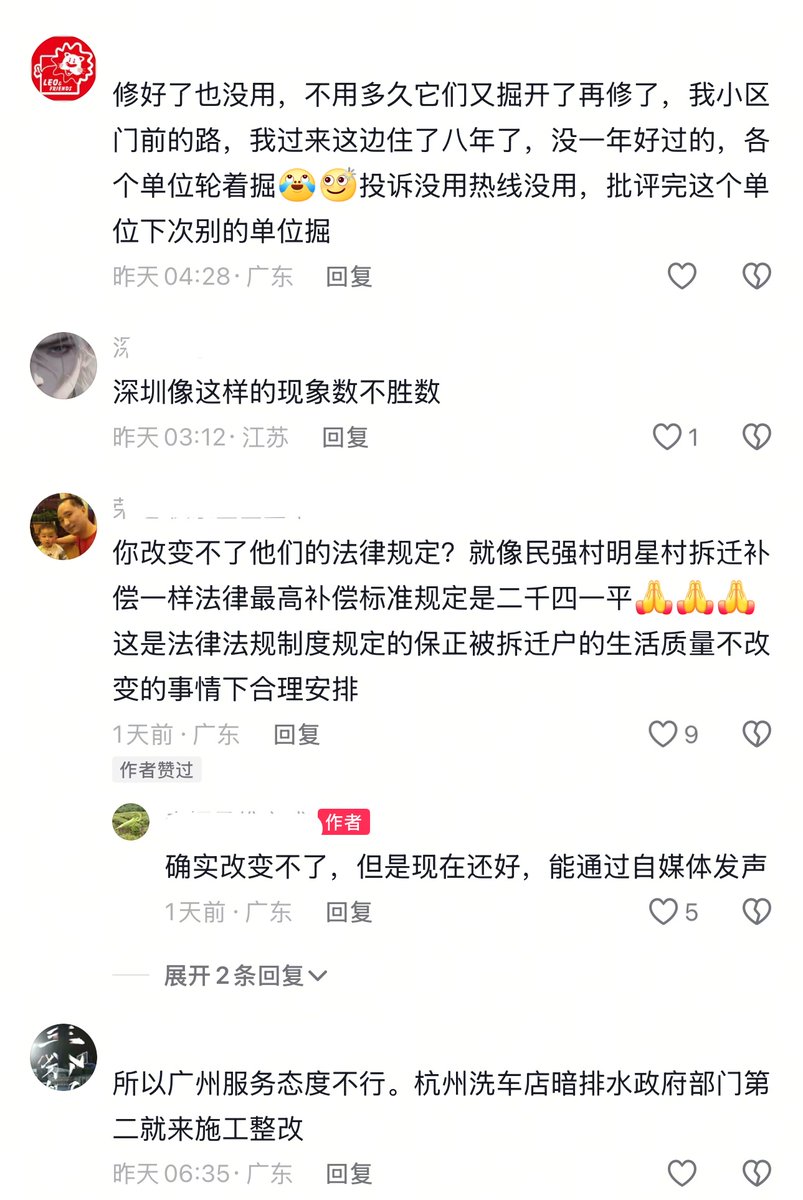 LEO&
FRIENDS
修好了也没用，不用多久它们又掘开了再修了，我小区
门前的路，我过来这边住了八年了，没一年好过的，各
个单位轮着掘😂🙄投诉没用热线没用，批评完这个单
位下次别的单位掘
昨天 04:28 · 广东 回复
深圳像这样的现象数不胜数
昨天 03:12 · 江苏 回复 1
你改变不了他们的法律规定？就像民强村明星村拆迁补
偿一样法律最高补偿标准规定是二千四一平🙏🙏🙏
这是法律法规制度规定的保正被拆迁户的生活质量不改
变的事情下合理安排
1天前 · 广东 回复 9
作者赞过
作者
确实改变不了，但是现在还好，能通过自媒体发声
1天前 · 广东 回复 5
展开 2 条回复
所以广州服务态度不行。杭州洗车店暗排水政府部门第
二就来施工整改
昨天 06:35 · 广东 回复